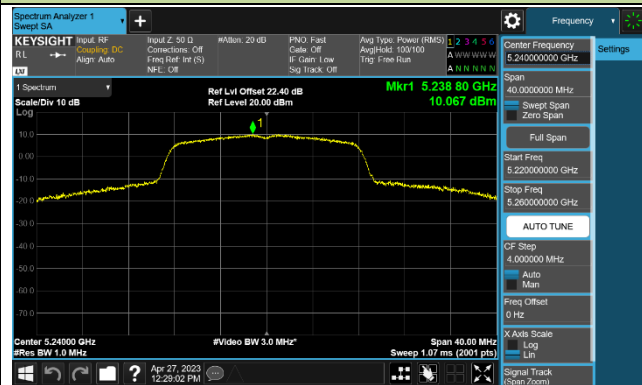 Spectrum Analyzer 1
Swept SA
Frequency
KEYSIGHT
Input: RF
Input Z: 50 Ω
#Atten: 20 dB
PNO: Fast
Avg Type: Power (RMS)
1 2 3 4 5 6
RL
Coupling: DC
Corrections: Off
Gate: Off
Avg|Hold: 100/100
A W W W W W
Align: Auto
Freq Ref: Int (S)
IF Gain: Low
Trig: Free Run
NFE: Off
Sig Track: Off
A N N N N N
LXI
1 Spectrum
Ref Lvl Offset 22.40 dB
Mkr1 5.238 80 GHz
Scale/Div 10 dB
Ref Level 20.00 dBm
10.067 dBm
Log
1
10.0
0.00
-10.0
-20.0
-30.0
-40.0
-50.0
-60.0
-70.0
Center 5.24000 GHz
#Video BW 3.0 MHz*
Span 40.00 MHz
#Res BW 1.0 MHz
Sweep 1.07 ms (2001 pts)
Center Frequency
5.240000000 GHz
Settings
Span
40.0000000 MHz
Swept Span
Zero Span
Full Span
Start Freq
5.220000000 GHz
Stop Freq
5.260000000 GHz
AUTO TUNE
CF Step
4.000000 MHz
Auto
Man
Freq Offset
0 Hz
X Axis Scale
Log
Lin
Signal Track
(Span Zoom)
?
Apr 27, 2023
12:29:02 PM